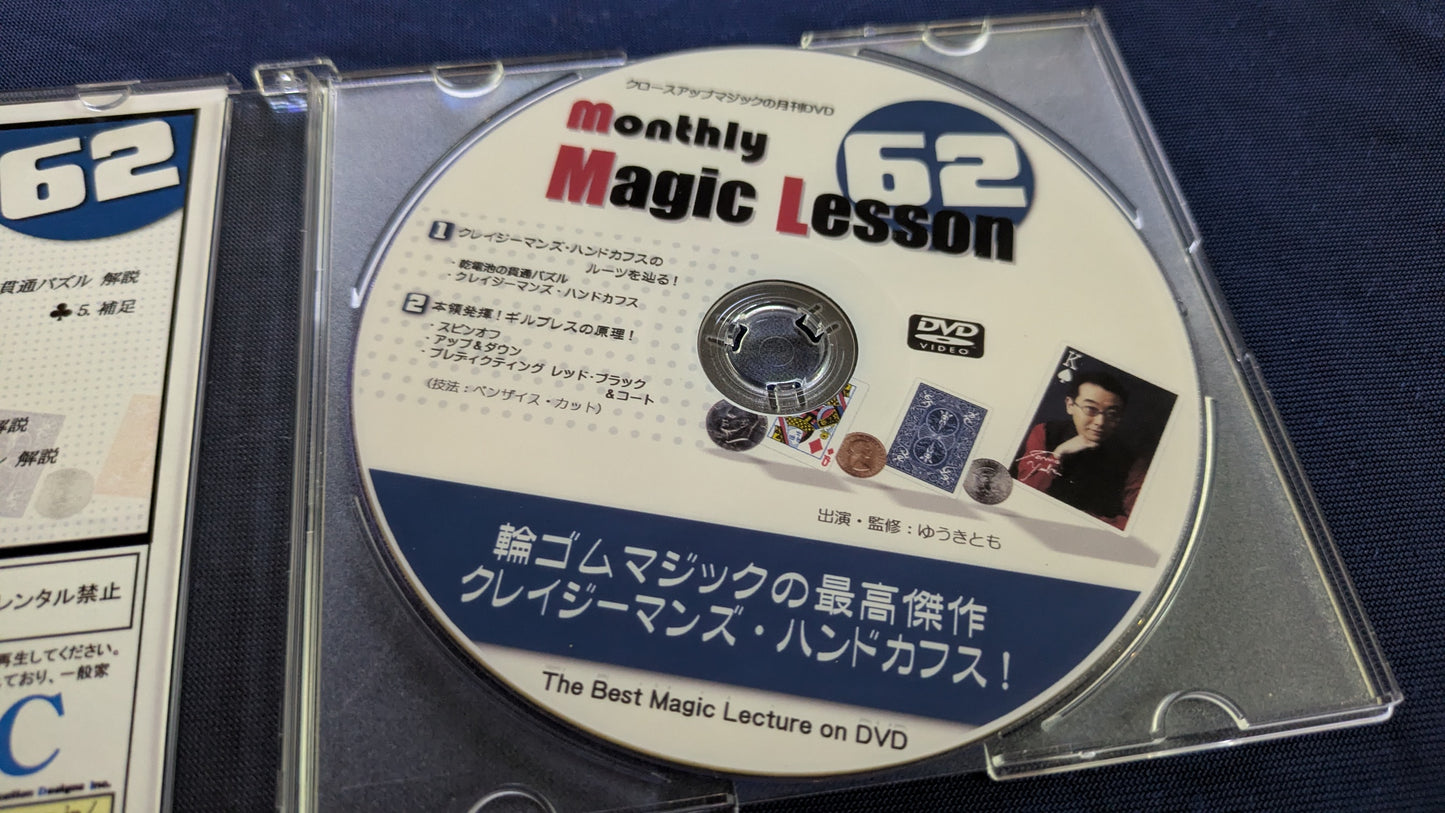 62
貫通パズル 解説
♣ 5. 補足
解説
解説
レンタル禁止
再生してください。
ており、一般家
C
クロースアップマジックの月刊DVD
monthly
Magic Lesson
62
1 クレイジーマンズ・ハンドカフスの
ルーツを辿る！
・乾電池の貫通パズル
・クレイジーマンズ・ハンドカフス
2 本領発揮！ギルブレスの原理！
・スピンオフ
・アップ＆ダウン
・プレディクティング レッド・ブラック
＆コート
（技法：ペンザイス・カット）
DVD
VIDEO
K
Q
出演・監修：ゆうきとも
輪ゴムマジックの最高傑作
クレイジーマンズ・ハンドカフス！
The Best Magic Lecture on DVD